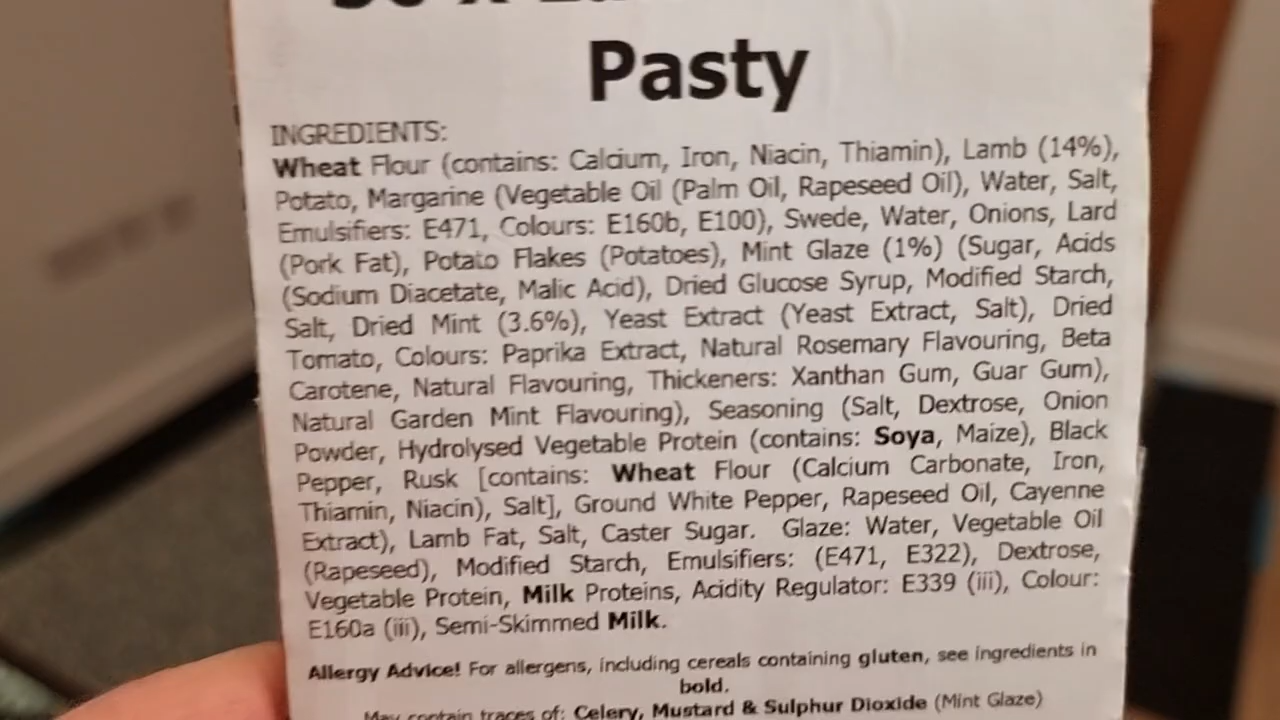 Pasty
INGREDIENTS:
Wheat Flour (contains: Calcium, Iron, Niacin, Thiamin), Lamb (14%),
Potato, Margarine (Vegetable Oil (Palm Oil, Rapeseed Oil), Water, Salt,
Emulsifiers: E471, Colours: E160b, E100), Swede, Water, Onions, Lard
(Pork Fat), Potato Flakes (Potatoes), Mint Glaze (1%) (Sugar, Acids
(Sodium Diacetate, Malic Acid), Dried Glucose Syrup, Modified Starch,
Salt, Dried Mint (3.6%), Yeast Extract (Yeast Extract, Salt), Dried
Tomato, Colours: Paprika Extract, Natural Rosemary Flavouring, Beta
Carotene, Natural Flavouring, Thickeners: Xanthan Gum, Guar Gum),
Natural Garden Mint Flavouring), Seasoning (Salt, Dextrose, Onion
Powder, Hydrolysed Vegetable Protein (contains: Soya, Maize), Black
Pepper, Rusk [contains: Wheat Flour (Calcium Carbonate, Iron,
Thiamin, Niacin), Salt], Ground White Pepper, Rapeseed Oil, Cayenne
Extract), Lamb Fat, Salt, Caster Sugar. Glaze: Water, Vegetable Oil
(Rapeseed), Modified Starch, Emulsifiers: (E471, E322), Dextrose,
Vegetable Protein, Milk Proteins, Acidity Regulator: E339 (iii), Colour:
E160a (iii), Semi-Skimmed Milk.
Allergy Advice! For allergens, including cereals containing gluten, see ingredients in
bold.
May contain traces of: Celery, Mustard & Sulphur Dioxide (Mint Glaze)